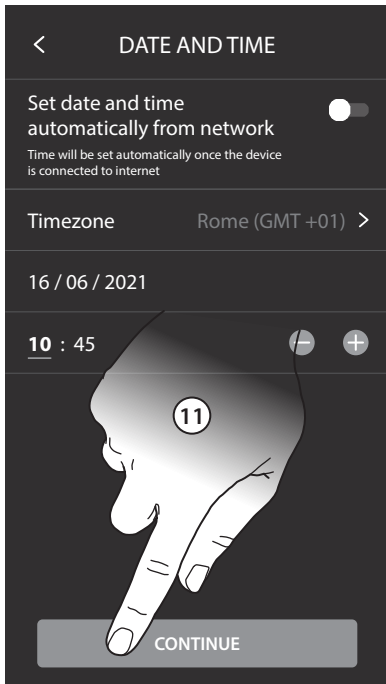 < DATE AND TIME
Set date and time
automatically from network
Time will be set automatically once the device
is connected to internet
Timezone Rome (GMT +01) >
16 / 06 / 2021
10 : 45 − +
11
CONTINUE